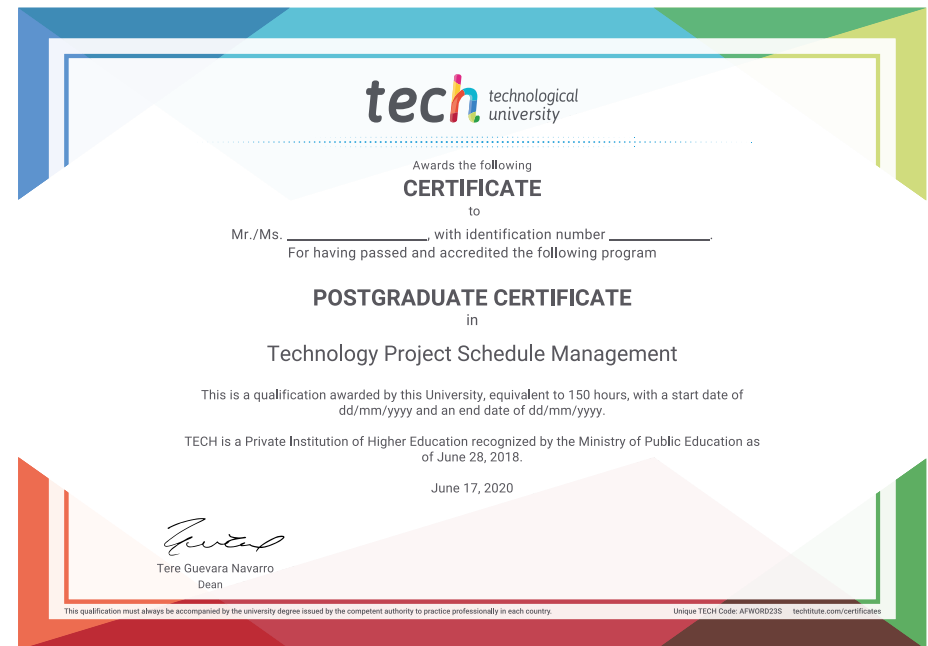 tech technological
university
Awards the following
CERTIFICATE
to
Mr./Ms. ____________________, with identification number ______________.
For having passed and accredited the following program
POSTGRADUATE CERTIFICATE
in
Technology Project Schedule Management
This is a qualification awarded by this University, equivalent to 150 hours, with a start date of
dd/mm/yyyy and an end date of dd/mm/yyyy.
TECH is a Private Institution of Higher Education recognized by the Ministry of Public Education as
of June 28, 2018.
June 17, 2020
Tere Guevara Navarro
Dean
This qualification must always be accompanied by the university degree issued by the competent authority to practice professionally in each country. Unique TECH Code: AFWORD23S techtitute.com/certificates